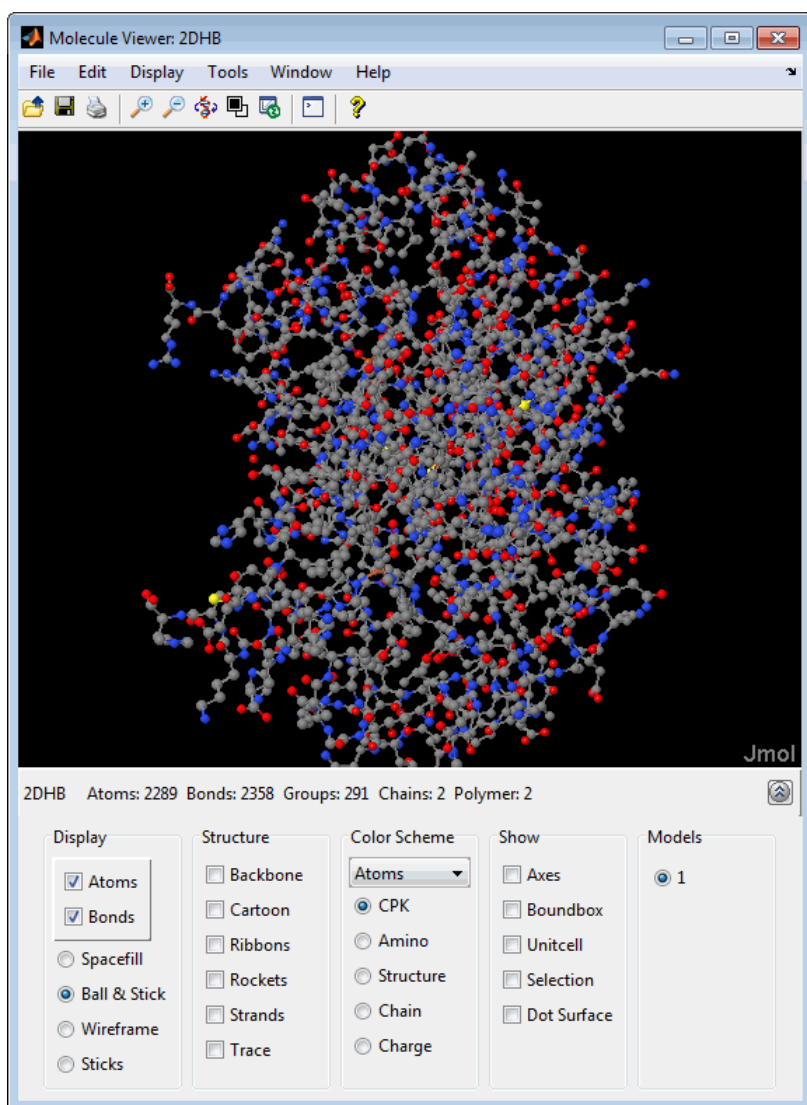 Molecule Viewer: 2DHB
File Edit Display Tools Window Help
Jmol
2DHB Atoms: 2289 Bonds: 2358 Groups: 291 Chains: 2 Polymer: 2
Display
Atoms
Bonds
Spacefill
Ball & Stick
Wireframe
Sticks
Structure
Backbone
Cartoon
Ribbons
Rockets
Strands
Trace
Color Scheme
Atoms
CPK
Amino
Structure
Chain
Charge
Show
Axes
Boundbox
Unitcell
Selection
Dot Surface
Models
1